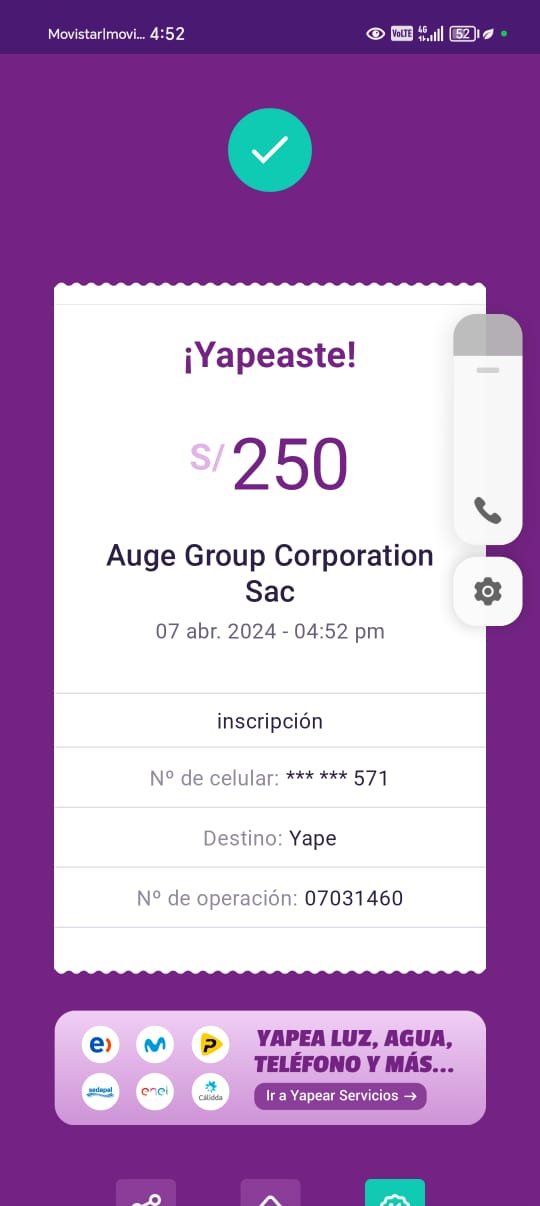 Movistar|movi... 4:52
VoLTE 4G 52
¡Yapeaste!
S/ 250
Auge Group Corporation
Sac
07 abr. 2024 - 04:52 pm
inscripción
Nº de celular: *** *** 571
Destino: Yape
Nº de operación: 07031460
e)
P
YAPEA LUZ, AGUA,
TELÉFONO Y MÁS...
sedapal
enel
Cálidda
Ir a Yapear Servicios →